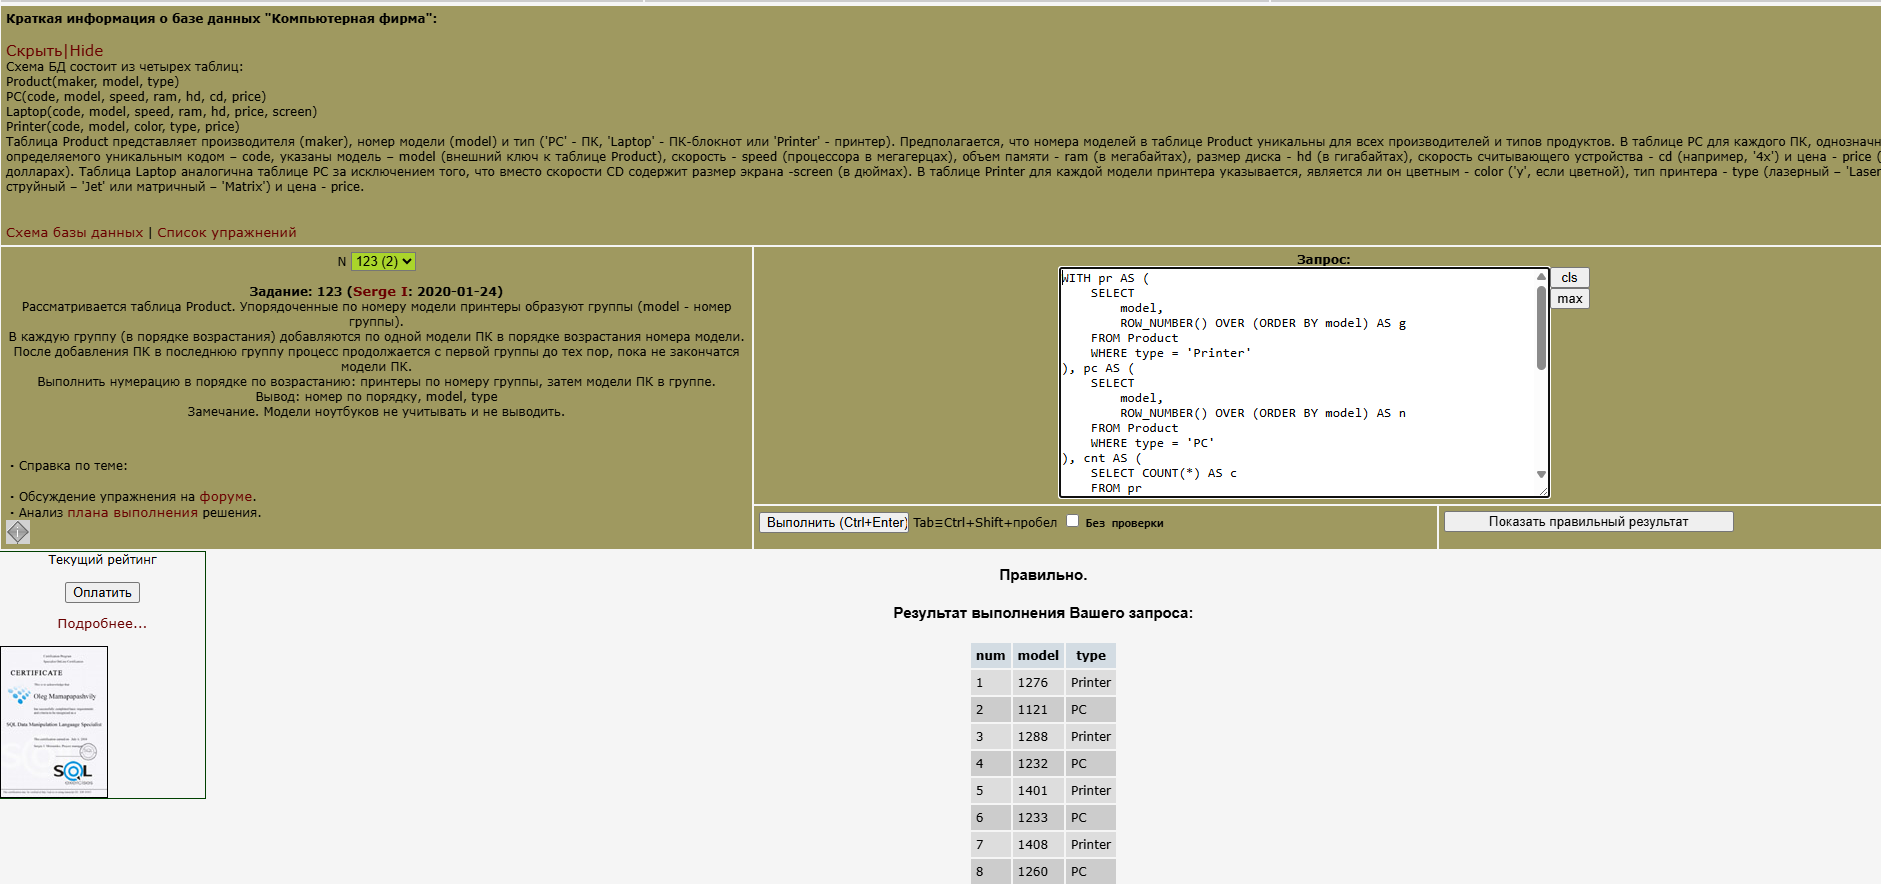 Краткая информация о базе данных "Компьютерная фирма":
Скрыть|Hide
Схема БД состоит из четырех таблиц:
Product(maker, model, type)
PC(code, model, speed, ram, hd, cd, price)
Laptop(code, model, speed, ram, hd, price, screen)
Printer(code, model, color, type, price)
Таблица Product представляет производителя (maker), номер модели (model) и тип ('PC' - ПК, 'Laptop' - ПК-блокнот или 'Printer' - принтер). Предполагается, что номера моделей в таблице Product уникальны для всех производителей и типов продуктов. В таблице PC для каждого ПК, однозначн
определяемого уникальным кодом – code, указаны модель – model (внешний ключ к таблице Product), скорость - speed (процессора в мегагерцах), объем памяти - ram (в мегабайтах), размер диска - hd (в гигабайтах), скорость считывающего устройства - cd (например, '4x') и цена - price (
долларах). Таблица Laptop аналогична таблице РС за исключением того, что вместо скорости CD содержит размер экрана -screen (в дюймах). В таблице Printer для каждой модели принтера указывается, является ли он цветным - color ('y', если цветной), тип принтера - type (лазерный – 'Laser
струйный – 'Jet' или матричный – 'Matrix') и цена - price.
Схема базы данных | Список упражнений
N 123 (2)
Задание: 123 (Serge I: 2020-01-24)
Рассматривается таблица Product. Упорядоченные по номеру модели принтеры образуют группы (model - номер
группы).
В каждую группу (в порядке возрастания) добавляются по одной модели ПК в порядке возрастания номера модели.
После добавления ПК в последнюю группу процесс продолжается с первой группы до тех пор, пока не закончатся
модели ПК.
Выполнить нумерацию в порядке по возрастанию: принтеры по номеру группы, затем модели ПК в группе.
Вывод: номер по порядку, model, type
Замечание. Модели ноутбуков не учитывать и не выводить.
· Справка по теме:
· Обсуждение упражнения на форуме.
· Анализ плана выполнения решения.
Запрос:
WITH pr AS (
SELECT
model,
ROW_NUMBER() OVER (ORDER BY model) AS g
FROM Product
WHERE type = 'Printer'
), pc AS (
SELECT
model,
ROW_NUMBER() OVER (ORDER BY model) AS n
FROM Product
WHERE type = 'PC'
), cnt AS (
SELECT COUNT(*) AS c
FROM pr
cls
max
Выполнить (Ctrl+Enter) Tab≡Ctrl+Shift+пробел Без проверки
Показать правильный результат
Текущий рейтинг
Оплатить
Подробнее...
CERTIFICATE
Oleg Mamapapashvily
SQL Data Manipulation Language Specialist
SQL
Правильно.
Результат выполнения Вашего запроса:
num model type
1 1276 Printer
2 1121 PC
3 1288 Printer
4 1232 PC
5 1401 Printer
6 1233 PC
7 1408 Printer
8 1260 PC